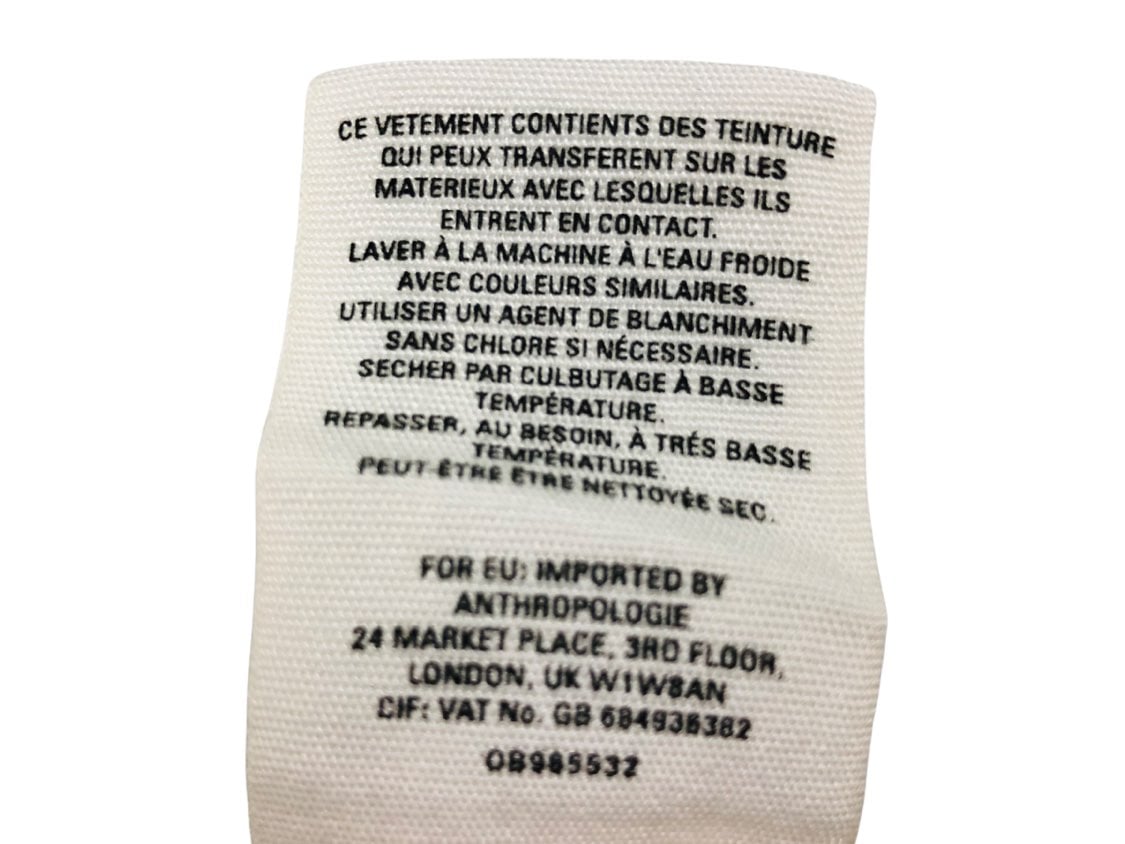 CE VETEMENT CONTIENTS DES TEINTURE
QUI PEUX TRANSFERENT SUR LES
MATERIEUX AVEC LESQUELLES ILS
ENTRENT EN CONTACT.
LAVER À LA MACHINE À L'EAU FROIDE
AVEC COULEURS SIMILAIRES.
UTILISER UN AGENT DE BLANCHIMENT
SANS CHLORE SI NÉCESSAIRE.
SECHER PAR CULBUTAGE À BASSE
TEMPÉRATURE.
REPASSER, AU BESOIN, À TRÉS BASSE
TEMPÉRATURE.
PEUT-ÊTRE ÊTRE NETTOYÉE SEC.
FOR EU: IMPORTED BY
ANTHROPOLOGIE
24 MARKET PLACE, 3RD FLOOR,
LONDON, UK W1W8AN
CIF: VAT No. GB 684936382
OB985532